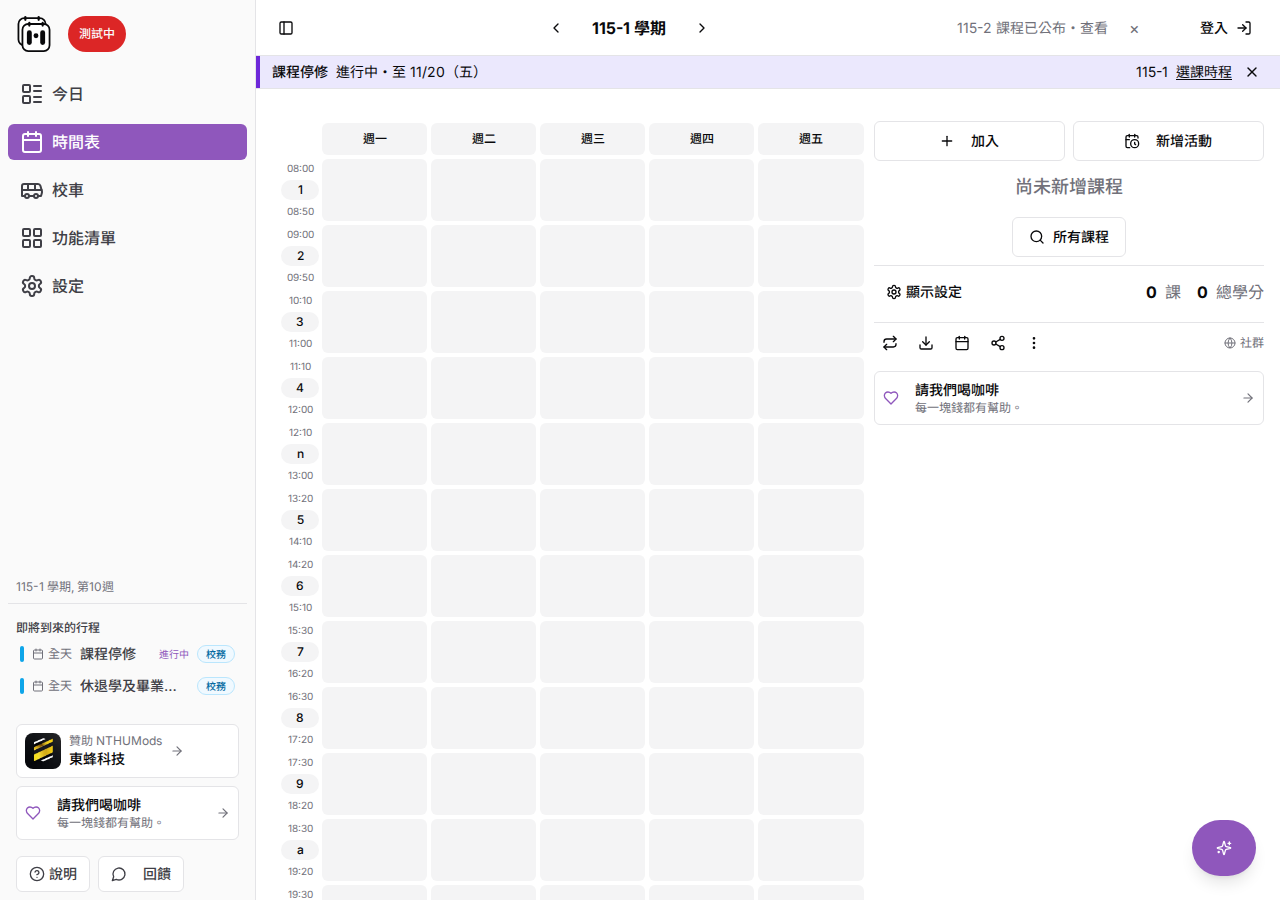 測試中
今日
時間表
校車
功能清單
設定
115-1 學期, 第10週
即將到來的行程
全天 課程停修 進行中 校務
全天 休退學及畢業... 校務
贊助 NTHUMods
東蜂科技
請我們喝咖啡
每一塊錢都有幫助。
說明
回饋
115-1 學期
115-2 課程已公布・查看 ×
登入
課程停修 進行中・至 11/20（五）
115-1 選課時程
週一 週二 週三 週四 週五
08:00
1
08:50
09:00
2
09:50
10:10
3
11:00
11:10
4
12:00
12:10
n
13:00
13:20
5
14:10
14:20
6
15:10
15:30
7
16:20
16:30
8
17:20
17:30
9
18:20
18:30
a
19:20
19:30
加入
新增活動
尚未新增課程
所有課程
顯示設定
0 課 0 總學分
社群
請我們喝咖啡
每一塊錢都有幫助。